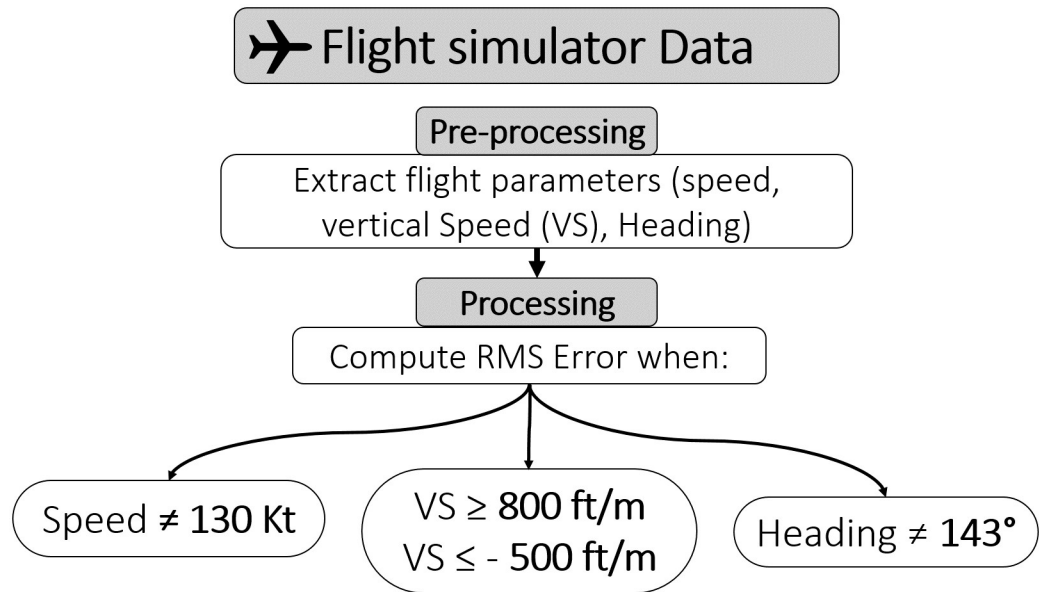 Flight simulator Data
Pre-processing
Extract flight parameters (speed,
vertical Speed (VS), Heading)
Processing
Compute RMS Error when:
Speed ≠ 130 Kt
VS ≥ 800 ft/m
VS ≤ - 500 ft/m
Heading ≠ 143°